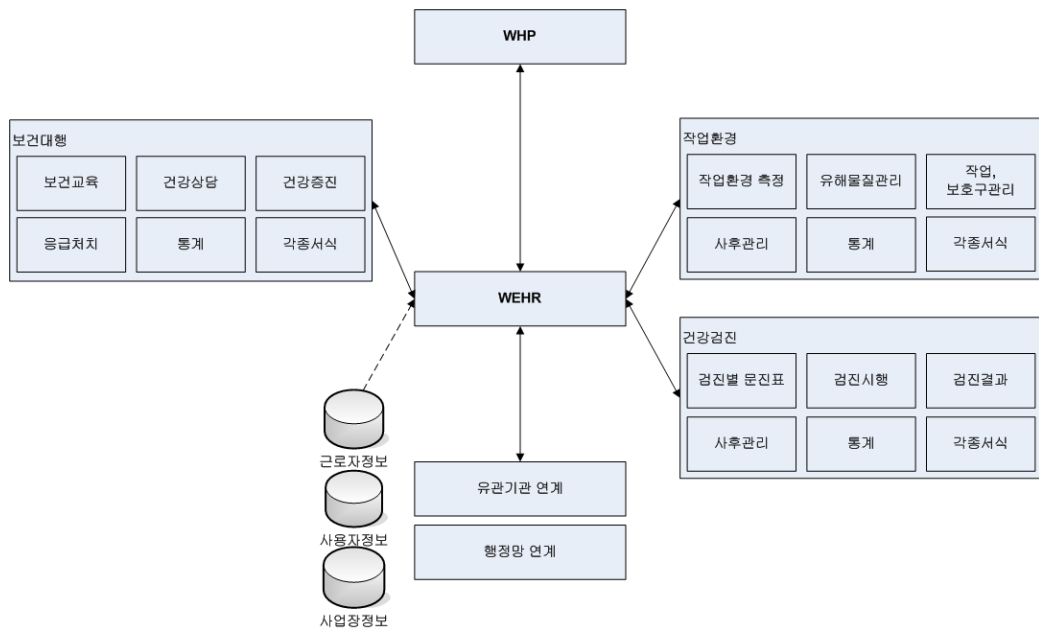 WHP
보건대행
보건교육
건강상담
건강증진
응급처치
통계
각종서식
작업환경
작업환경 측정
유해물질관리
작업,
보호구관리
사후관리
통계
각종서식
WEHR
건강검진
검진별 문진표
검진시행
검진결과
사후관리
통계
각종서식
근로자정보
사용자정보
사업장정보
유관기관 연계
행정망 연계